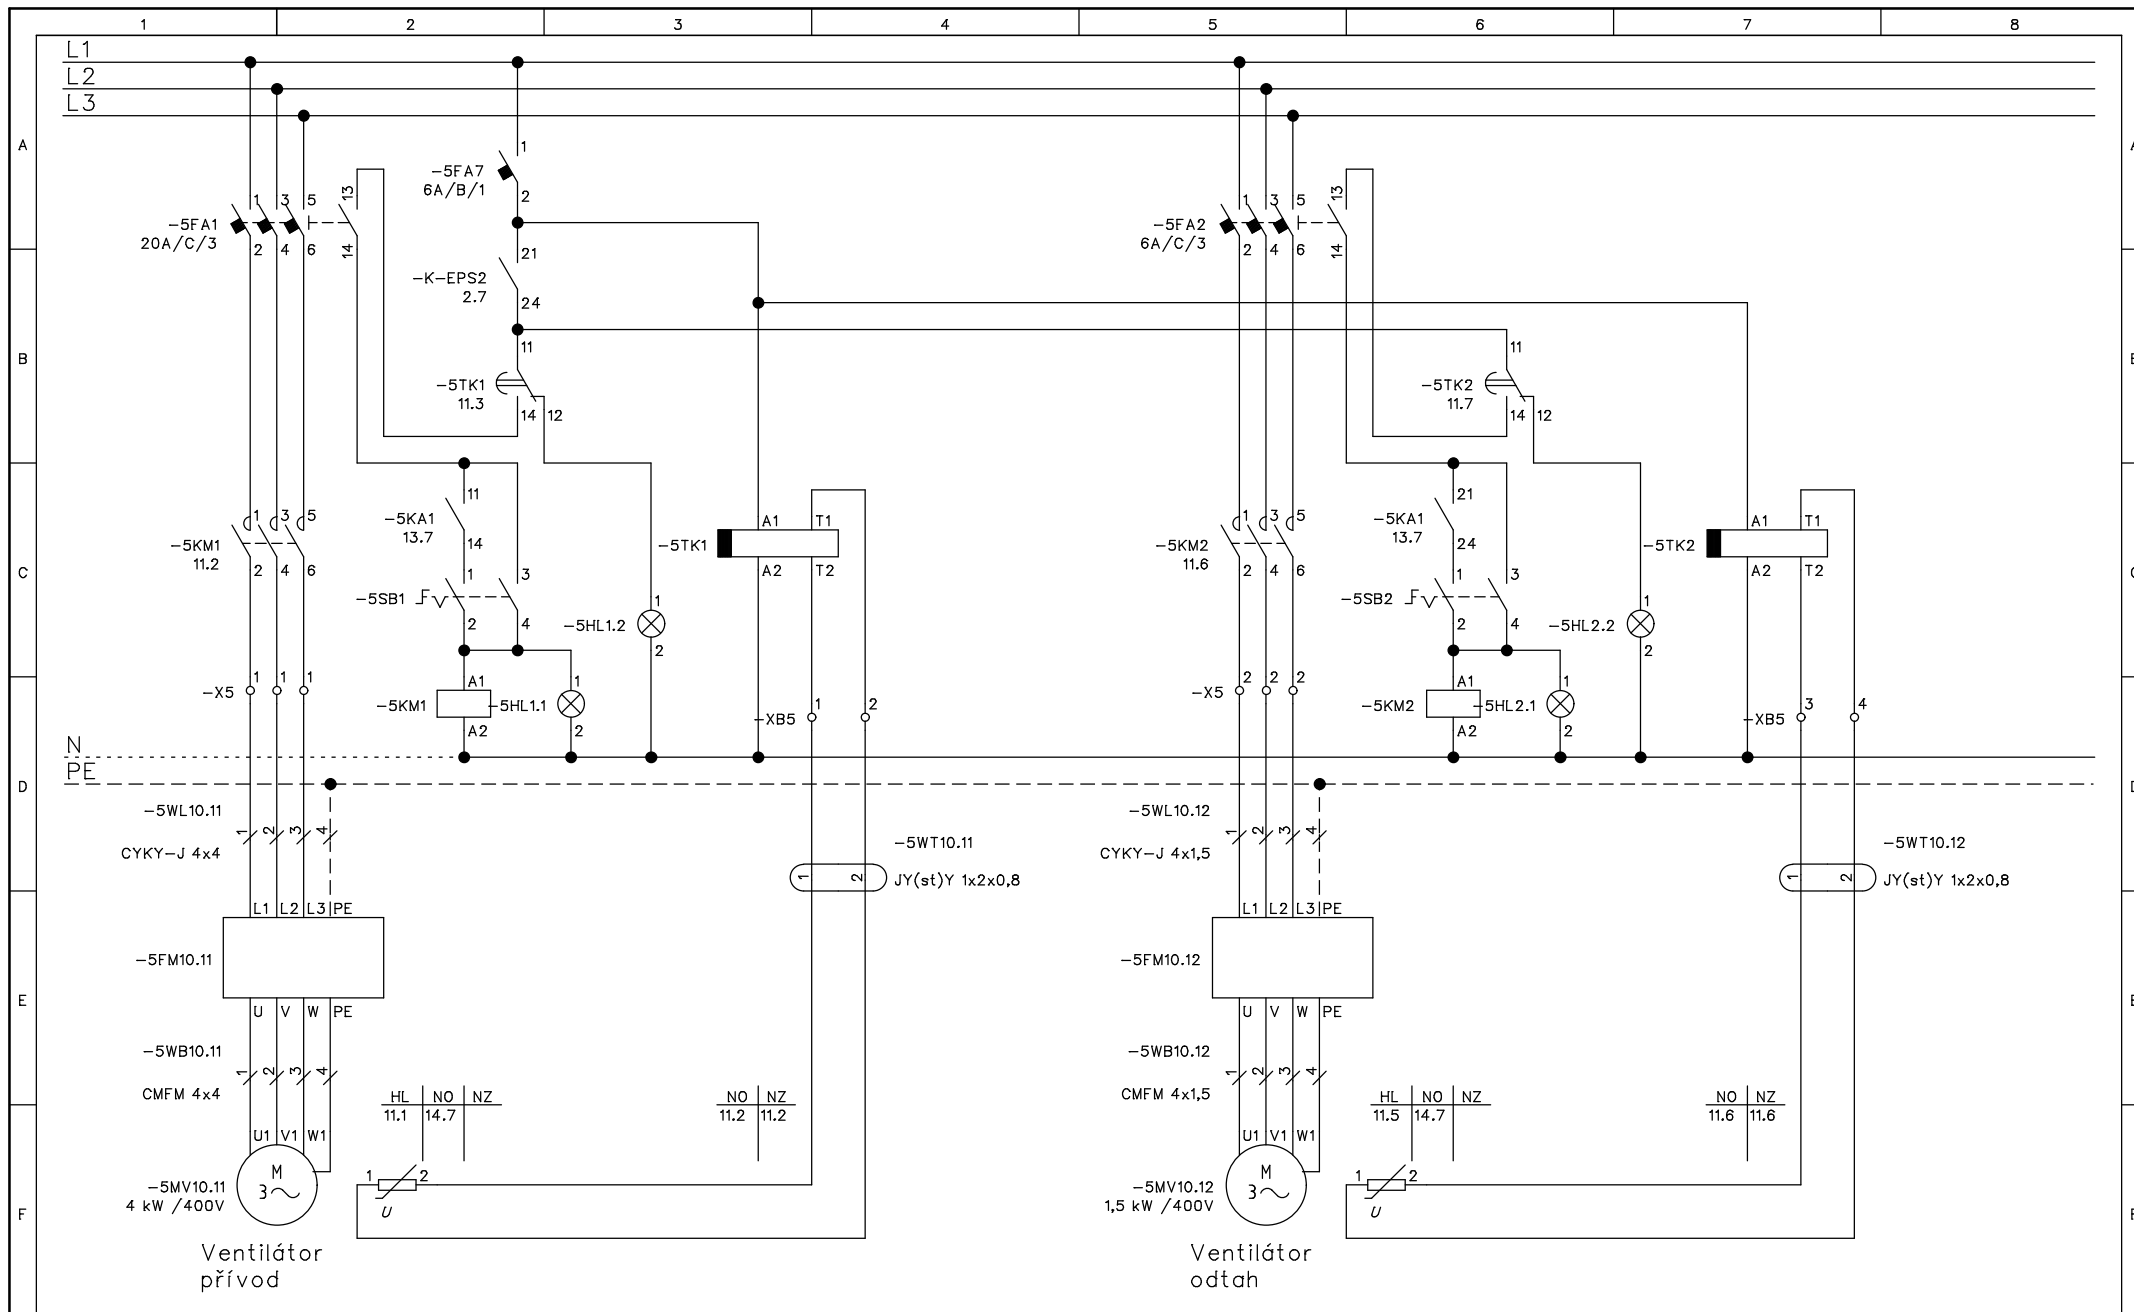 1 2 3 4 5 6 7 8
L1
L2
L3
A
1
-5FA7
6A/B/1
2
13
1 3 5
-5FA1
20A/C/3
2 4 6
14
13
1 3 5
-5FA2
6A/C/3
2 4 6
14
21
-K-EPS2
2.7
24
B
11
-5TK1
11.3
14 12
11
-5TK2
11.7
14 12
11
-5KA1
13.7
14
1 3 5
-5KM1
11.2
2 4 6
-5TK1
A1 T1
A2 T2
21
-5KA1
13.7
24
1 3 5
-5KM2
11.6
2 4 6
-5TK2
A1 T1
A2 T2
C
1 3
-5SB1
2 4
1
-5HL1.2
2
1 3
-5SB2
2 4
1
-5HL2.2
2
-X5
1 1 1
A1
-5KM1
A2
1
-5HL1.1
2
-XB5
1 2
-X5
2 2 2
A1
-5KM2
A2
1
-5HL2.1
2
-XB5
3 4
N
PE
D
-5WL10.11
1 2 3 4
CYKY-J 4x4
-5WT10.11
1 2
JY(st)Y 1x2x0,8
-5WL10.12
1 2 3 4
CYKY-J 4x1,5
-5WT10.12
1 2
JY(st)Y 1x2x0,8
L1 L2 L3 PE
-5FM10.11
U V W PE
L1 L2 L3 PE
-5FM10.12
U V W PE
E
-5WB10.11
1 2 3 4
CMFM 4x4
-5WB10.12
1 2 3 4
CMFM 4x1,5
HL NO NZ
11.1 14.7
NO NZ
11.2 11.2
HL NO NZ
11.5 14.7
NO NZ
11.6 11.6
U1 V1 W1
M
3
-5MV10.11
4 kW /400V
1 2
U
U1 V1 W1
M
3
-5MV10.12
1,5 kW /400V
1 2
U
F
Ventilátor
přívod
Ventilátor
odtah